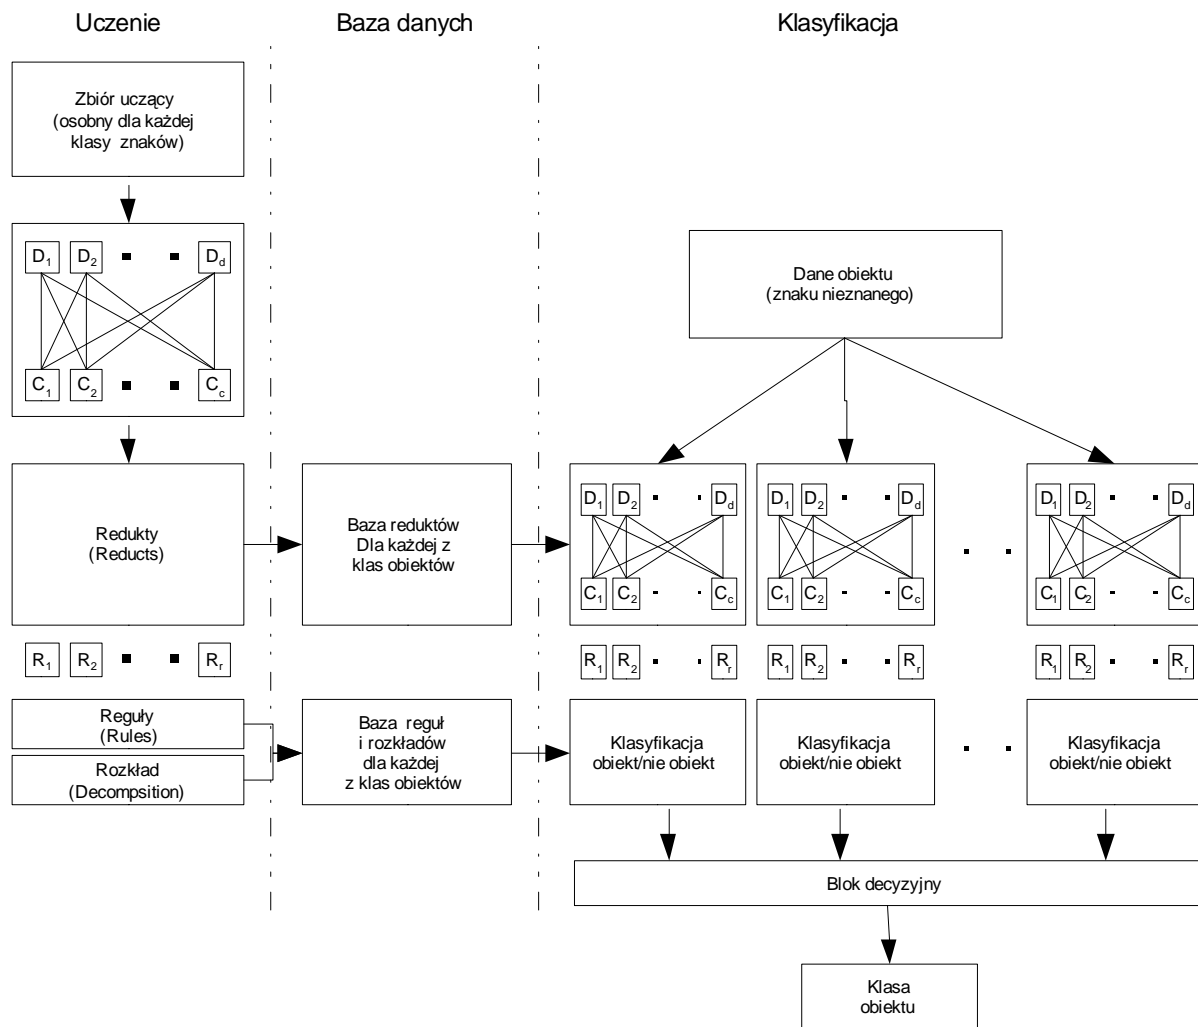 Uczenie
Baza danych
Klasyfikacja
Zbiór uczący
(osobny dla każdej
klasy znaków)
D1 D2 Dd
C1 C2 Cc
Redukty
(Reducts)
R1 R2 Rr
Reguły
(Rules)
Rozkład
(Decompsition)
Baza reduktów
Dla każdej z
klas obiektów
Baza reguł
i rozkładów
dla każdej
z klas obiektów
Dane obiektu
(znaku nieznanego)
D1 D2 Dd
C1 C2 Cc
D1 D2 Dd
C1 C2 Cc
D1 D2 Dd
C1 C2 Cc
R1 R2 Rr
R1 R2 Rr
R1 R2 Rr
Klasyfikacja
obiekt/nie obiekt
Klasyfikacja
obiekt/nie obiekt
Klasyfikacja
obiekt/nie obiekt
Blok decyzyjny
Klasa
obiektu